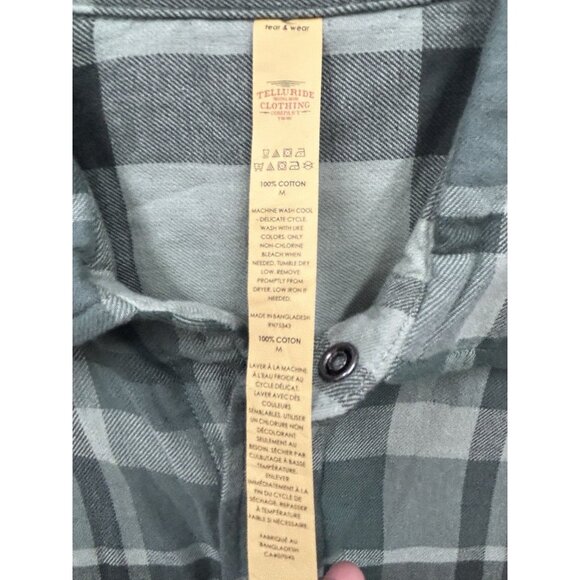 tear & wear
TELLURIDE
CLOTHING
COMPANY
100% COTTON
M
MACHINE WASH COOL
- DELICATE CYCLE.
WASH WITH LIKE
COLORS. ONLY
NON-CHLORINE
BLEACH WHEN
NEEDED. TUMBLE DRY
LOW. REMOVE
PROMPTLY FROM
DRYER. LOW IRON IF
NEEDED.
MADE IN BANGLADESH
RN75843
100% COTON
M
LAVER À LA MACHINE
À L'EAU FROIDE AU
CYCLE DÉLICAT.
LAVER AVEC DES
COULEURS
SEMBLABLES. UTILISER
UN CHLORURE NON
DÉCOLORANT
SEULEMENT AU
BESOIN. SÉCHER PAR
CULBUTAGE À BASSE
TEMPÉRATURE.
ENLEVER
IMMÉDIATEMENT À LA
FIN DU CYCLE DE
SÉCHAGE. REPASSER
À TEMPÉRATURE
FAIBLE SI NÉCESSAIRE.
FABRIQUÉ AU
BANGLADESH